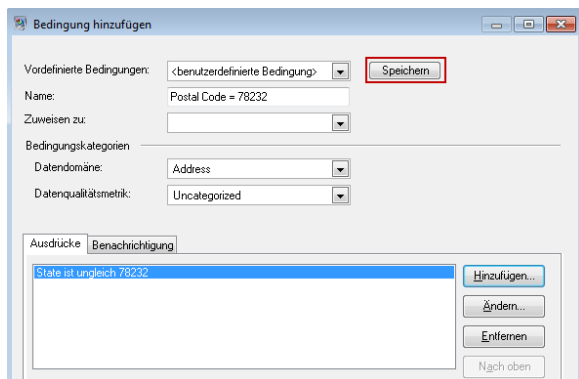 Bedingung hinzufügen
Vordefinierte Bedingungen: <benutzerdefinierte Bedingung> Speichern
Name: Postal Code = 78232
Zuweisen zu:
Bedingungskategorien
Datendomäne: Address
Datenqualitätsmetrik: Uncategorized
Ausdrücke Benachrichtigung
State ist ungleich 78232
Hinzufügen...
Ändern...
Entfernen
Nach oben